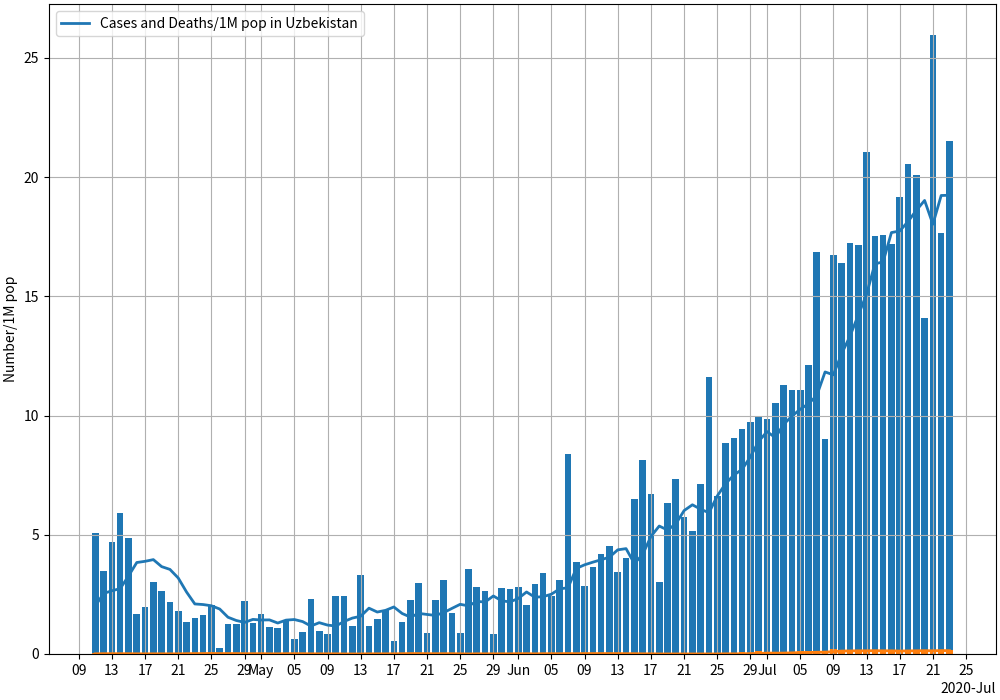 Cases and Deaths/1M pop in Uzbekistan
Number/1M pop
25
20
15
10
5
0
09 13 17 21 25 29 May 05 09 13 17 21 25 29 Jun 05 09 13 17 21 25 29 Jul 05 09 13 17 21 25
2020-Jul